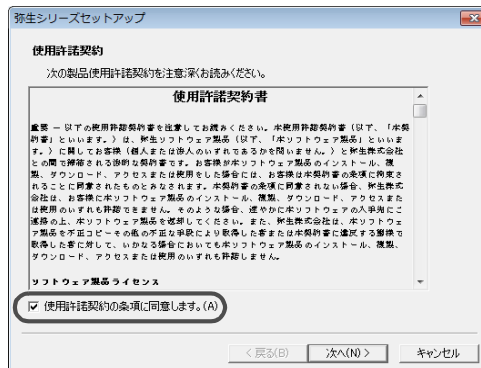 弥生シリーズセットアップ
使用許諾契約
次の製品使用許諾契約を注意深くお読みください。
使用許諾契約書
重要 － 以下の使用許諾契約書を注意してお読みください。本使用許諾契約書（以下、「本契
約書」といいます。）は、弥生ソフトウェア製品（以下、「本ソフトウェア製品」といいま
す。）に関してお客様（個人または法人のいずれであるかを問いません。）と弥生株式会社
との間で締結される法的な契約書です。お客様が本ソフトウェア製品のインストール、複
製、ダウンロード、アクセスまたは使用をした場合には、お客様は本契約書の条項に拘束さ
れることに同意されたものとみなされます。本契約書の条項に同意されない場合、弥生株式
会社は、お客様に本ソフトウェア製品のインストール、複製、ダウンロード、アクセスまた
は使用のいずれも許諾できません。そのような場合、速やかに本ソフトウェアの入手先にご
連絡の上、本ソフトウェア製品を返却してください。また、弥生株式会社は、本ソフトウェ
ア製品を不正コピーその他の不正な手段により取得した者または本契約書に違反する態様で
取得した者に対して、いかなる場合においても本ソフトウェア製品のインストール、複製、
ダウンロード、アクセスまたは使用のいずれも許諾しません。
ソフトウェア製品ライセンス
使用許諾契約の条項に同意します。(A)
< 戻る(B)
次へ(N) >
キャンセル